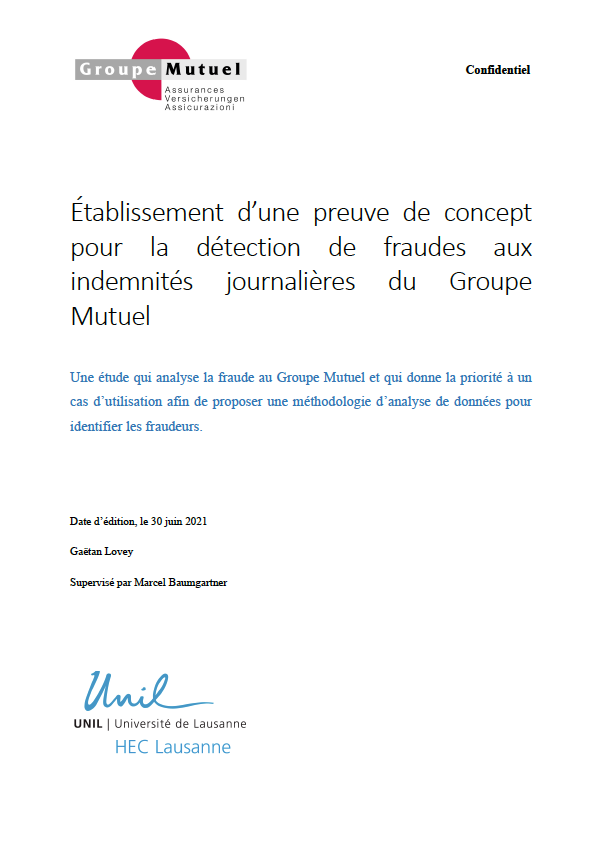 Groupe Mutuel
Assurances
Versicherungen
Assicurazioni
Confidentiel
Établissement d’une preuve de concept
pour la détection de fraudes aux
indemnités journalières du Groupe
Mutuel
Une étude qui analyse la fraude au Groupe Mutuel et qui donne la priorité à un
cas d’utilisation afin de proposer une méthodologie d’analyse de données pour
identifier les fraudeurs.
Date d’édition, le 30 juin 2021
Gaëtan Lovey
Supervisé par Marcel Baumgartner
Unil
UNIL | Université de Lausanne
HEC Lausanne